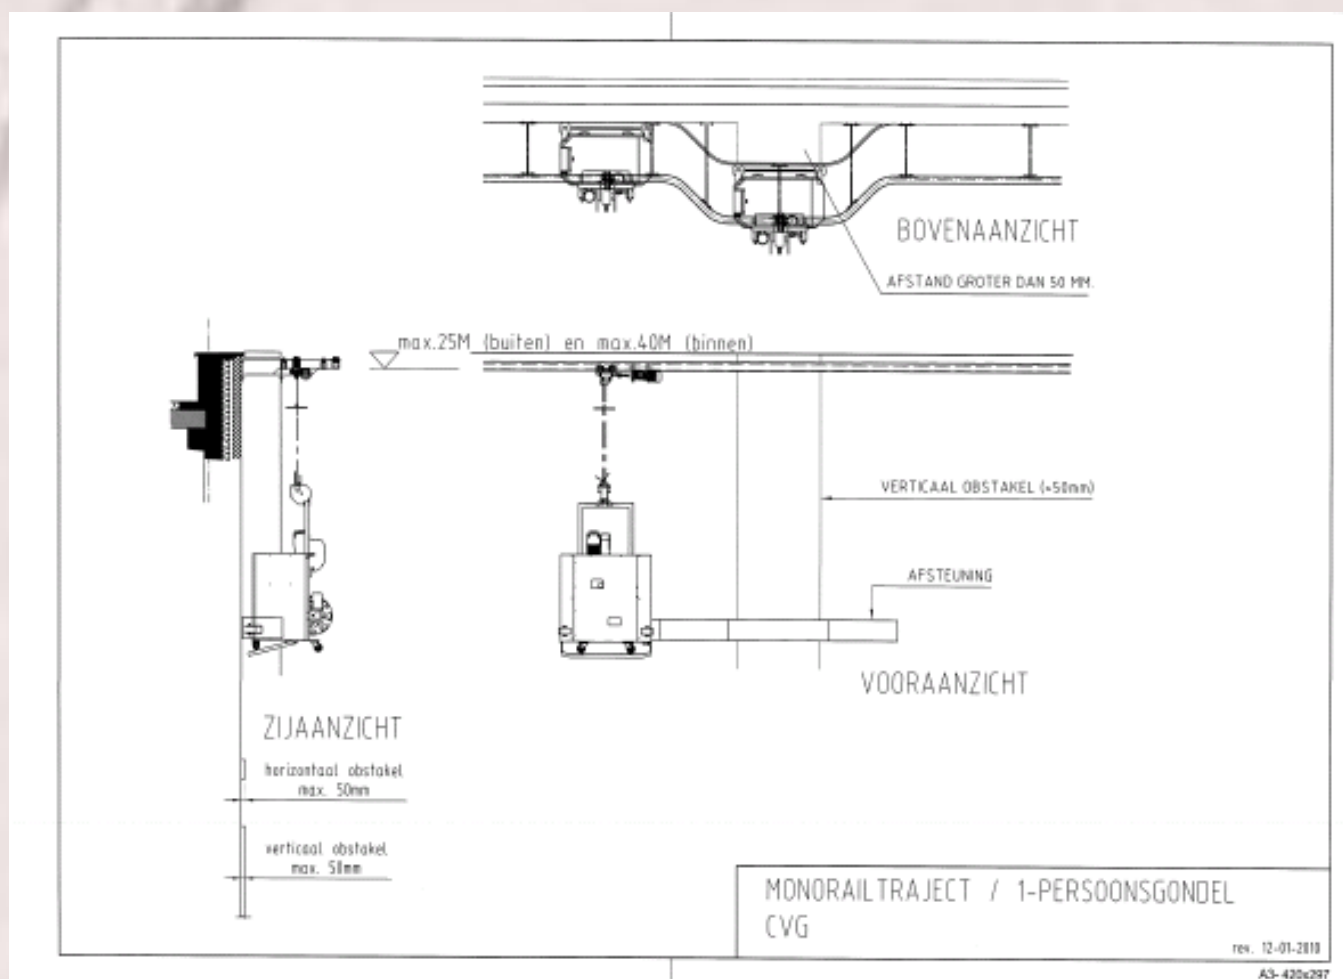 BOVENAANZICHT
AFSTAND GROTER DAN 50 MM.
max.25M (buiten) en max.40M (binnen)
VERTICAAL OBSTAKEL (>50mm)
AFSTEUNING
VOORAANZICHT
ZIJAANZICHT
horizontaal obstakel
max. 50mm
verticaal obstakel
max. 50mm
MONORAILTRAJECT / 1-PERSOONSGONDEL
CVG
rev. 12-01-2010
A3- 420x297